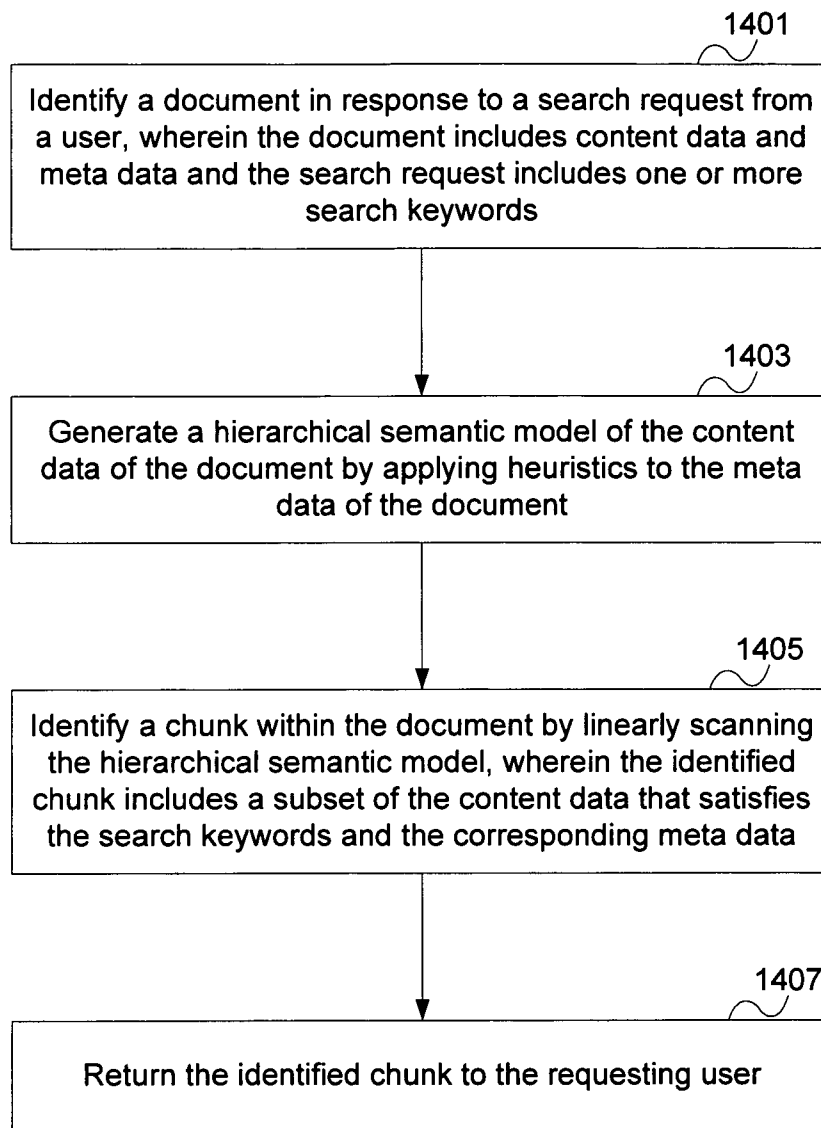 1401
Identify a document in response to a search request from
a user, wherein the document includes content data and
meta data and the search request includes one or more
search keywords
1403
Generate a hierarchical semantic model of the content
data of the document by applying heuristics to the meta
data of the document
1405
Identify a chunk within the document by linearly scanning
the hierarchical semantic model, wherein the identified
chunk includes a subset of the content data that satisfies
the search keywords and the corresponding meta data
1407
Return the identified chunk to the requesting user